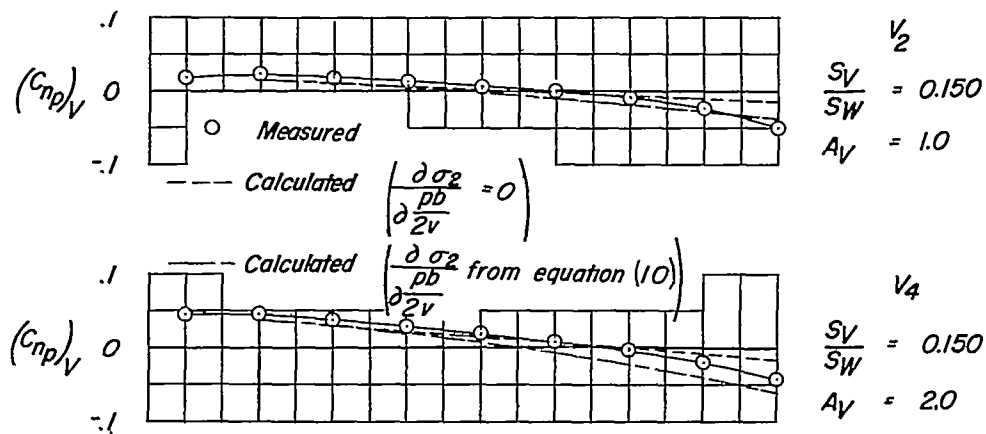 .1
(Cnp)V 0
-.1
V2
SV/SW = 0.150
AV = 1.0
Measured
Calculated (∂σ2/∂ pb/2v = 0)
Calculated (∂σ2/∂ pb/2v from equation (10))
.1
(Cnp)V 0
-.1
V4
SV/SW = 0.150
AV = 2.0